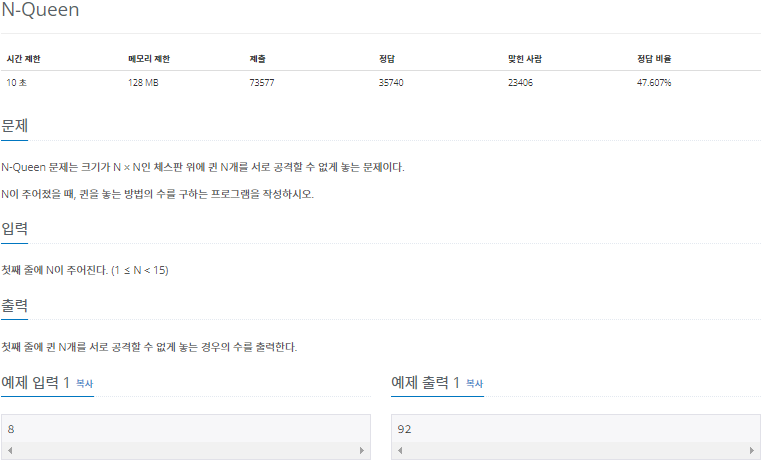 N-Queen
시간 제한 메모리 제한 제출 정답 맞힌 사람 정답 비율
10 초 128 MB 73577 35740 23406 47.607%
문제
N-Queen 문제는 크기가 N × N인 체스판 위에 퀸 N개를 서로 공격할 수 없게 놓는 문제이다.
N이 주어졌을 때, 퀸을 놓는 방법의 수를 구하는 프로그램을 작성하시오.
입력
첫째 줄에 N이 주어진다. (1 ≤ N < 15)
출력
첫째 줄에 퀸 N개를 서로 공격할 수 없게 놓는 경우의 수를 출력한다.
예제 입력 1 복사
8
예제 출력 1 복사
92